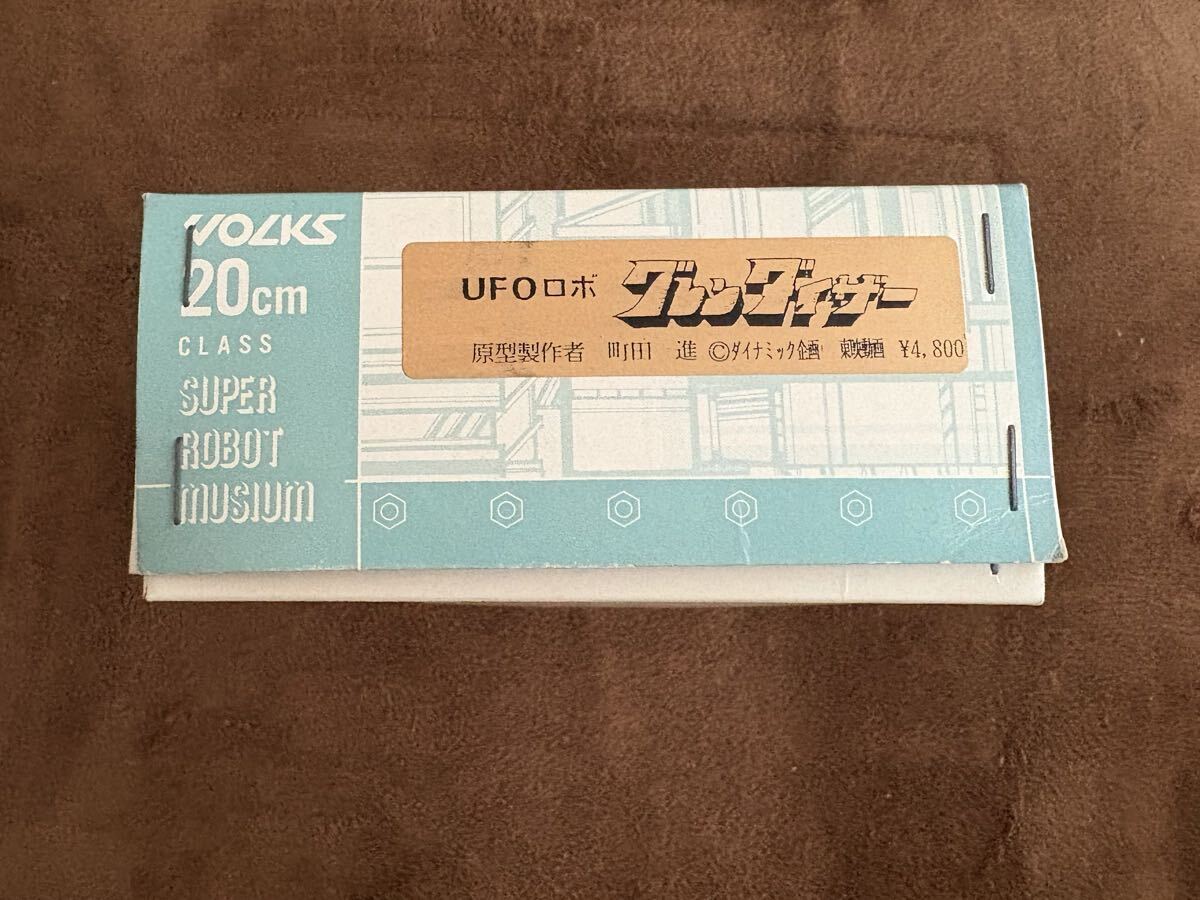 VOLKS
20cm
CLASS
SUPER
ROBOT
MUSIUM
UFOロボ グレンダイザー
原型製作者 町田 進 ©ダイナミック企画 東映動画 ¥4,800